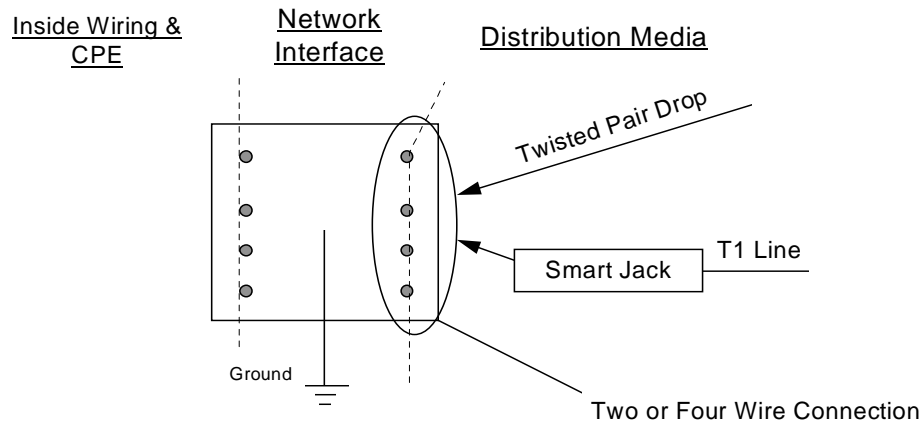 Inside Wiring &
CPE
Network
Interface
Distribution Media
Twisted Pair Drop
T1 Line
Smart Jack
Ground
Two or Four Wire Connection